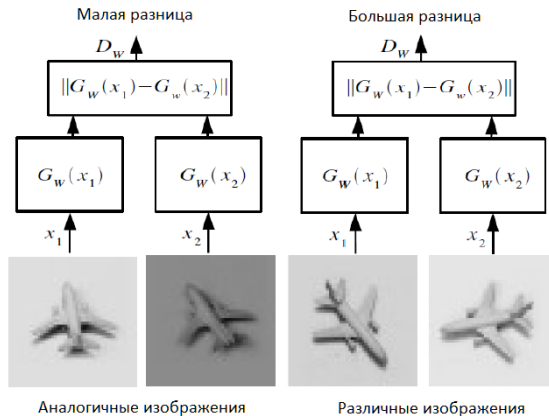 Малая разница
Большая разница
D_W
D_W
||G_W(x_1)−G_w(x_2)||
||G_W(x_1)−G_w(x_2)||
G_W(x_1)
G_W(x_2)
G_W(x_1)
G_W(x_2)
x_1
x_2
x_1
x_2
Аналогичные изображения
Различные изображения